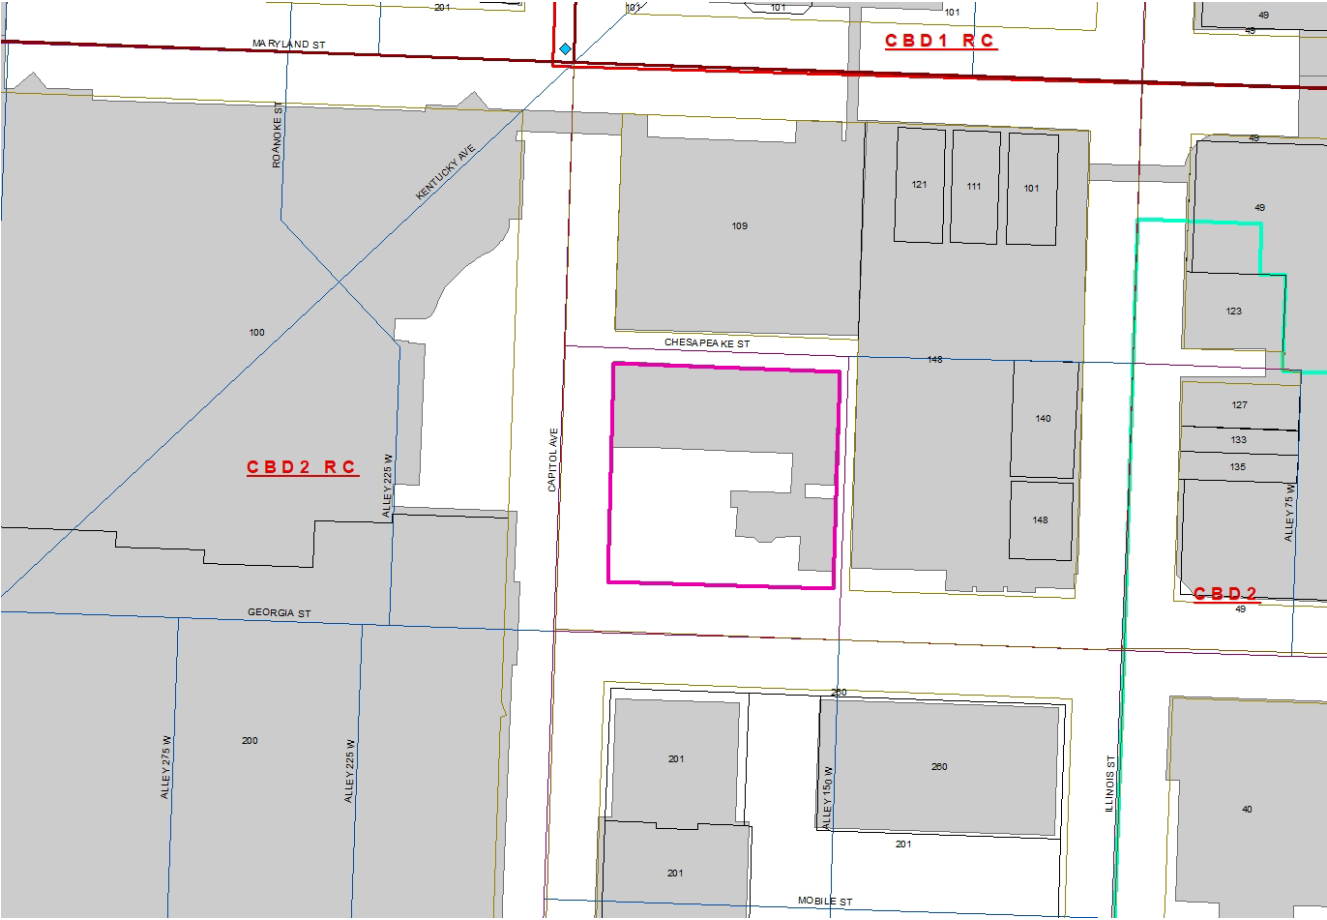 201
101
101
101
49
49
CBD1 RC
MARYLAND ST
ROANOKE ST
KENTUCKY AVE
49
121
111
101
49
109
123
100
CHESAPEAKE ST
148
127
140
133
135
CBD2 RC
CAPITOL AVE
ALLEY 225 W
ALLEY 75 W
148
CBD2
49
GEORGIA ST
260
200
201
260
ALLEY 275 W
ALLEY 225 W
ALLEY 150 W
ILLINOIS ST
40
201
201
MOBILE ST